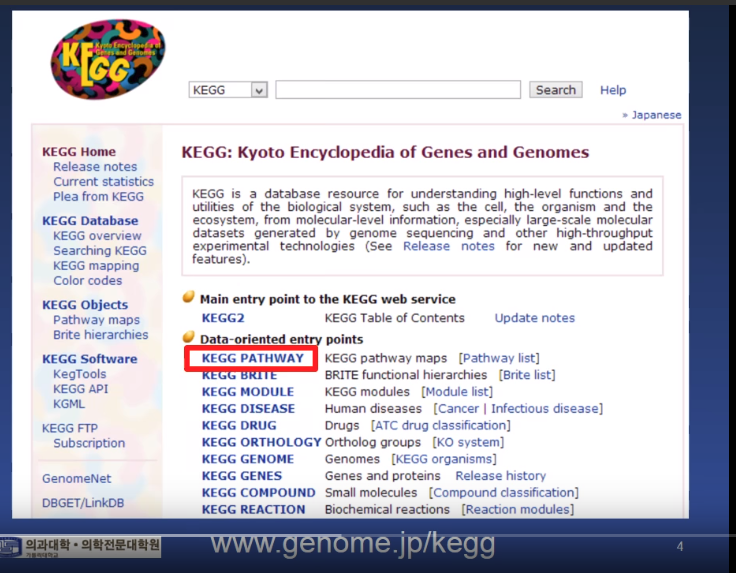 KEGG
Kyoto Encyclopedia of
Genes and Genomes
KEGG
Search
Help
» Japanese
KEGG Home
Release notes
Current statistics
Plea from KEGG
KEGG Database
KEGG overview
Searching KEGG
KEGG mapping
Color codes
KEGG Objects
Pathway maps
Brite hierarchies
KEGG Software
KegTools
KEGG API
KGML
KEGG FTP
Subscription
GenomeNet
DBGET/LinkDB
KEGG: Kyoto Encyclopedia of Genes and Genomes
KEGG is a database resource for understanding high-level functions and
utilities of the biological system, such as the cell, the organism and the
ecosystem, from molecular-level information, especially large-scale molecular
datasets generated by genome sequencing and other high-throughput
experimental technologies (See Release notes for new and updated
features).
Main entry point to the KEGG web service
KEGG2 KEGG Table of Contents Update notes
Data-oriented entry points
KEGG PATHWAY KEGG pathway maps [Pathway list]
KEGG BRITE BRITE functional hierarchies [Brite list]
KEGG MODULE KEGG modules [Module list]
KEGG DISEASE Human diseases [Cancer | Infectious disease]
KEGG DRUG Drugs [ATC drug classification]
KEGG ORTHOLOGY Ortholog groups [KO system]
KEGG GENOME Genomes [KEGG organisms]
KEGG GENES Genes and proteins Release history
KEGG COMPOUND Small molecules [Compound classification]
KEGG REACTION Biochemical reactions [Reaction modules]
의과대학 • 의학전문대학원
www.genome.jp/kegg
4